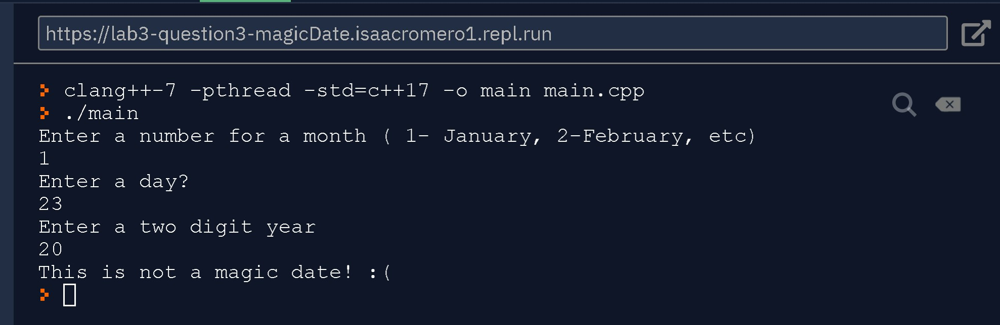 https://lab3-question3-magicDate.isaacromero1.repl.run
clang++-7 -pthread -std=c++17 -o main main.cpp
./main
Enter a number for a month ( 1- January, 2-February, etc)
1
Enter a day?
23
Enter a two digit year
20
This is not a magic date! :(